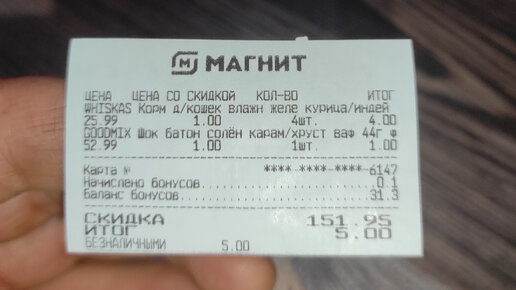 М МАГНИТ
ЦЕНА ЦЕНА СО СКИДКОЙ КОЛ-ВО ИТОГ
WHISKAS Корм д/кошек влажн желе курица/индей
25.99 1.00 4шт. 4.00
GOODMIX Шок батон солён карам/хруст ваф 44г ф
52.99 1.00 1шт. 1.00
Карта № ****-****-****-6147
Начислено бонусов 0.1
Баланс бонусов 31.3
СКИДКА 151.95
ИТОГ 5.00
БЕЗНАЛИЧНЫМИ 5.00